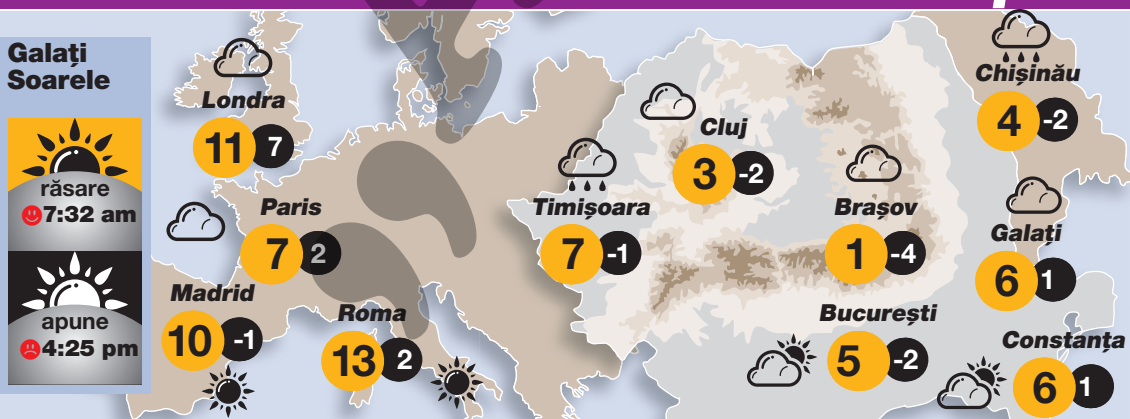 Galați
Soarele
răsare
7:32 am
apune
4:25 pm
Londra
11 7
Paris
7 2
Madrid
10 -1
Roma
13 2
Timișoara
7 -1
Cluj
3 -2
Brașov
1 -4
București
5 -2
Chișinău
4 -2
Galați
6 1
Constanța
6 1